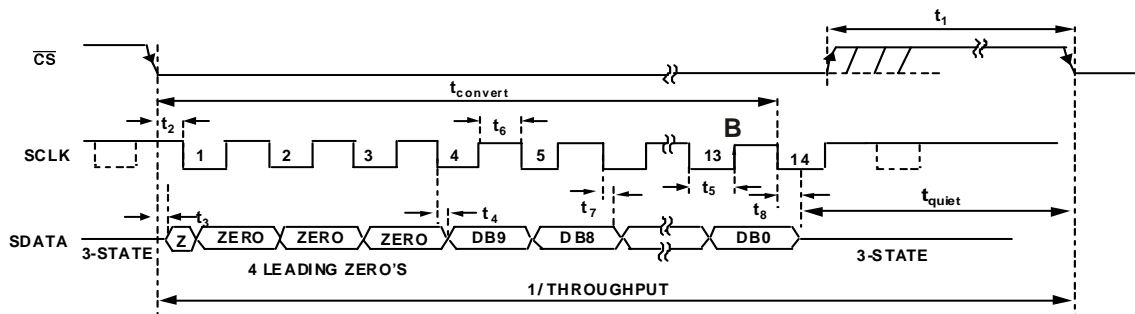 t1
CS
tconvert
t2
t6
B
SCLK
1
2
3
4
5
13
14
t5
t3
t4
t7
t8
tquiet
SDATA
Z
ZERO
ZERO
ZERO
DB9
DB8
DB0
3-STATE
4 LEADING ZERO'S
3-STATE
1/ THROUGHPUT